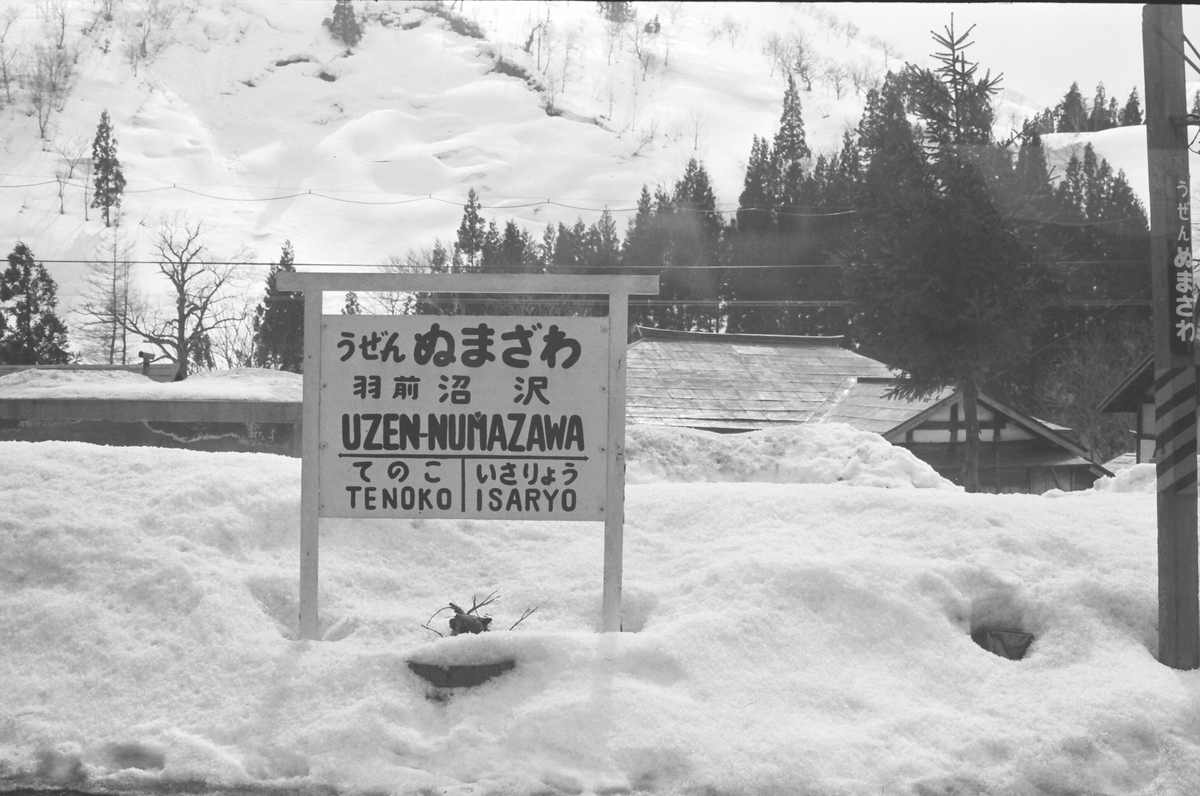 うぜん ぬまざわ
羽前 沼 沢
UZEN-NUMAZAWA
てのこ いさりょう
TENOKO ISARYO
うぜん ぬまざわ